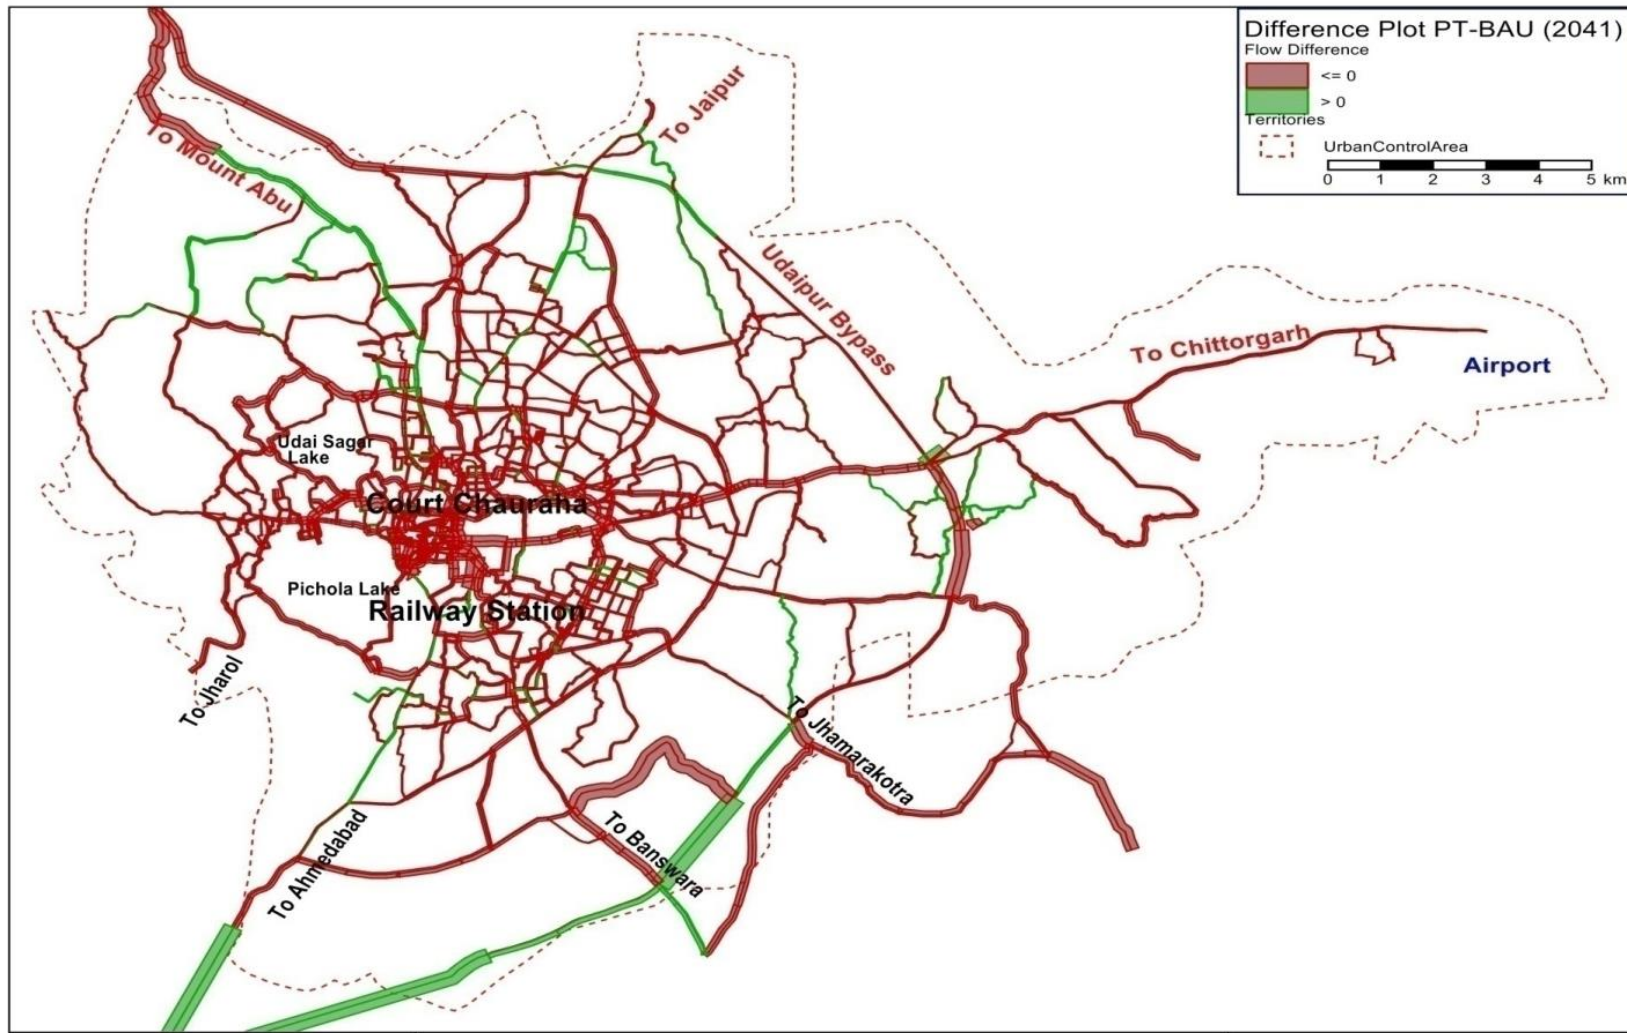 Difference Plot PT-BAU (2041)
Flow Difference
<= 0
> 0
Territories
UrbanControlArea
0 1 2 3 4 5 km
To Jaipur
To Mount Abu
Udaipur Bypass
To Chittorgarh
Airport
Udai Sagar
Lake
Court Chauraha
Pichola Lake
Railway Station
To Jharol
To Jhamarakotra
To Banswara
To Ahmedabad